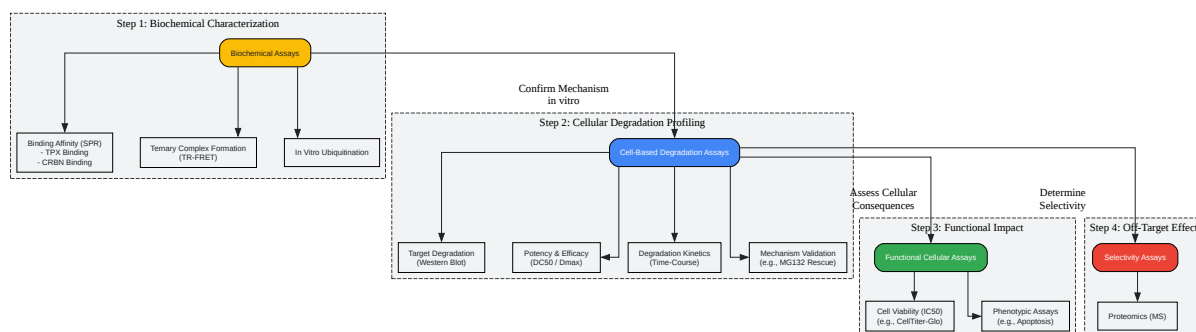 Step 1: Biochemical Characterization
Biochemical Assays
Binding Affinity (SPR)
- TPX Binding
- CRBN Binding
Ternary Complex Formation
(TR-FRET)
In Vitro Ubiquitination
Confirm Mechanism
in vitro
Step 2: Cellular Degradation Profiling
Cell-Based Degradation Assays
Target Degradation
(Western Blot)
Potency & Efficacy
(DC50 / Dmax)
Degradation Kinetics
(Time-Course)
Mechanism Validation
(e.g., MG132 Rescue)
Assess Cellular
Consequences
Determine
Selectivity
Step 3: Functional Impact
Functional Cellular Assays
Cell Viability (IC50)
(e.g., CellTiter-Glo)
Phenotypic Assays
(e.g., Apoptosis)
Step 4: Off-Target Effect
Selectivity Assays
Proteomics (MS)